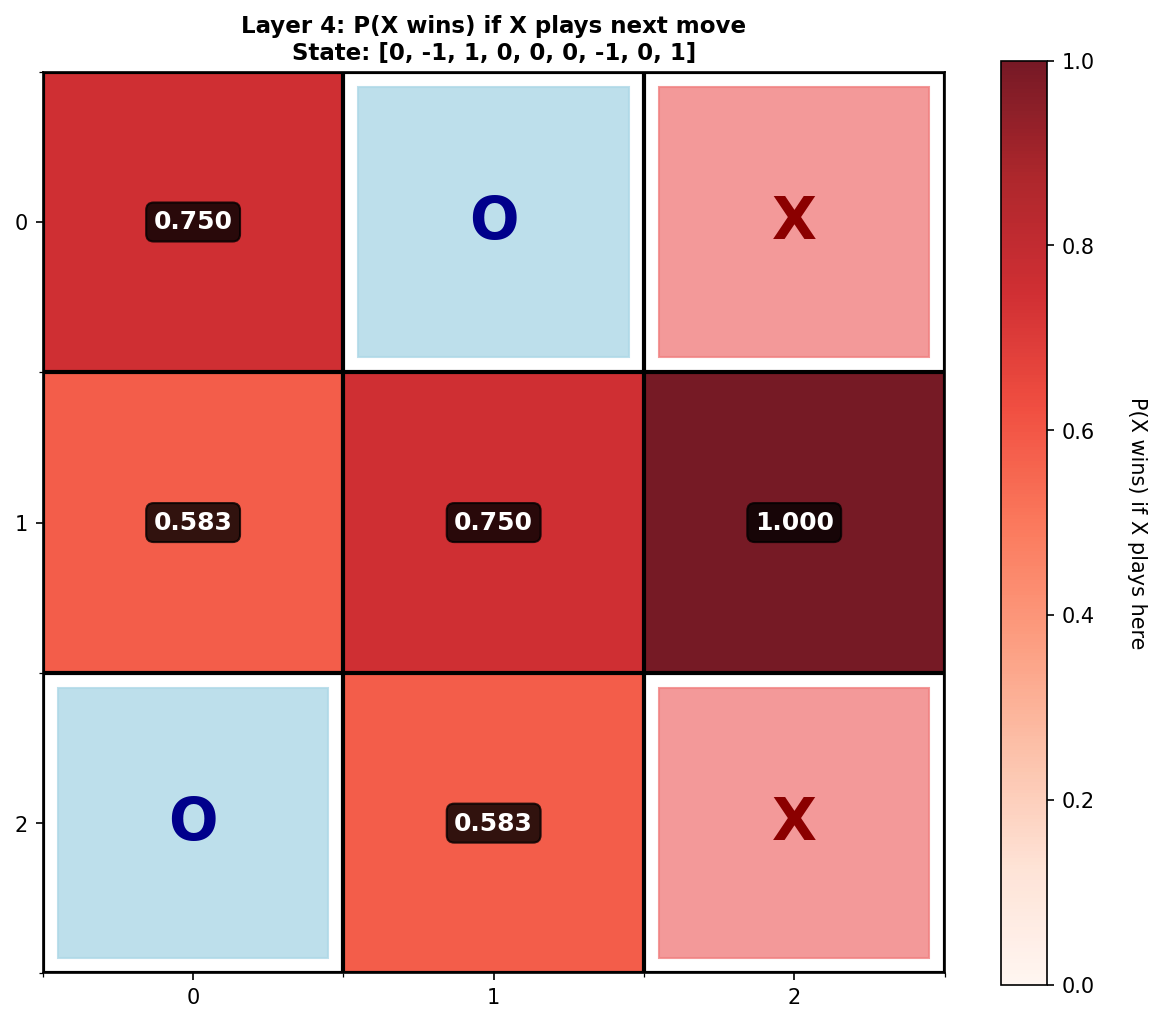 Layer 4: P(X wins) if X plays next move
State: [0, -1, 1, 0, 0, 0, -1, 0, 1]
0
0.750
O
X
1
0.583
0.750
1.000
2
O
0.583
X
0
1
2
1.0
0.8
0.6
0.4
0.2
0.0
P(X wins) if X plays here